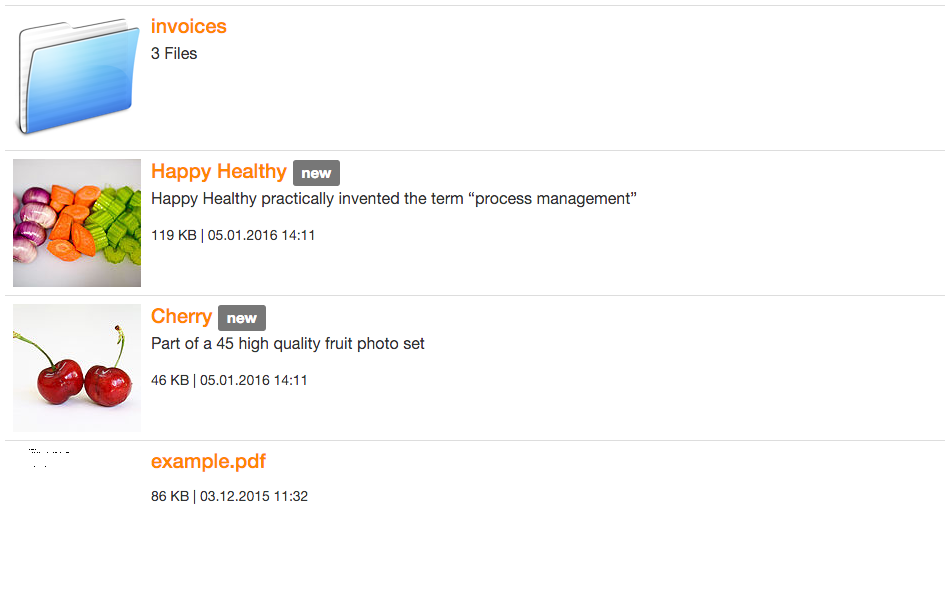 invoices
3 Files
Happy Healthy new
Happy Healthy practically invented the term “process management”
119 KB | 05.01.2016 14:11
Cherry new
Part of a 45 high quality fruit photo set
46 KB | 05.01.2016 14:11
example.pdf
86 KB | 03.12.2015 11:32